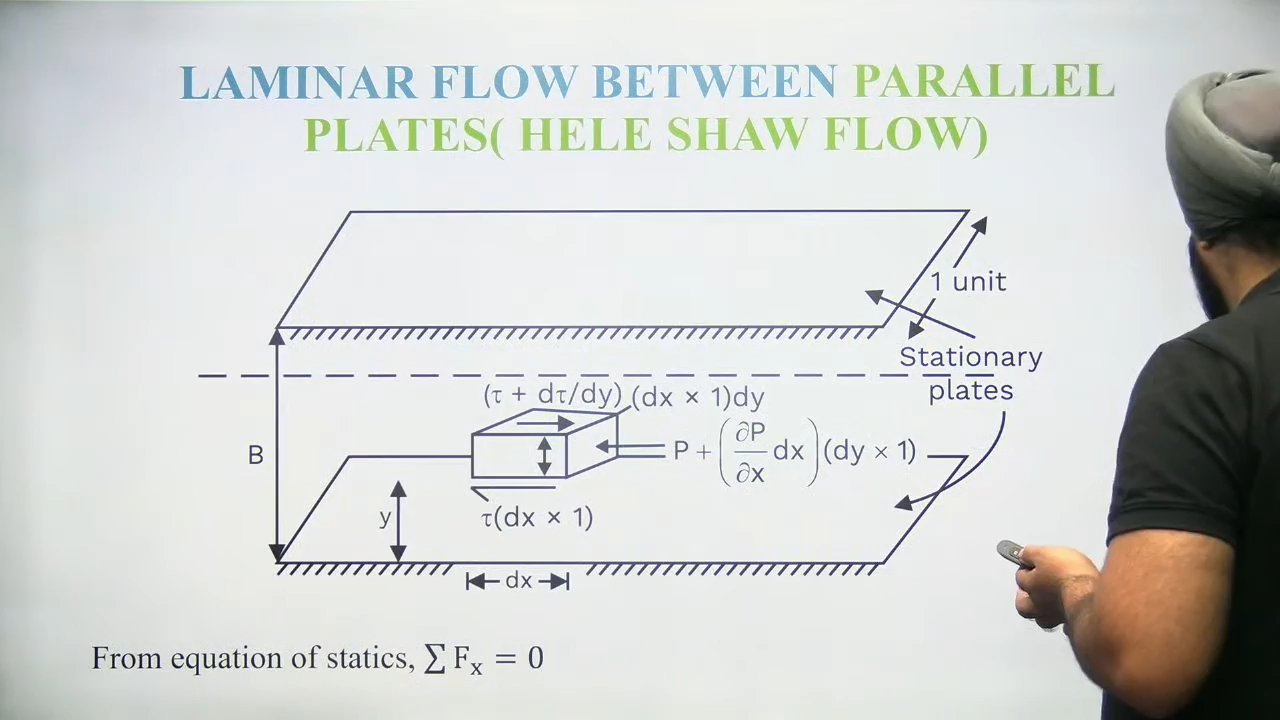 LAMINAR FLOW BETWEEN PARALLEL
PLATES( HELE SHAW FLOW)
1 unit
Stationary
plates
(τ + dτ/dy) (dx × 1)dy
B
P + (∂P/∂x dx)(dy × 1)
y
τ(dx × 1)
dx
From equation of statics, ∑ Fₓ = 0